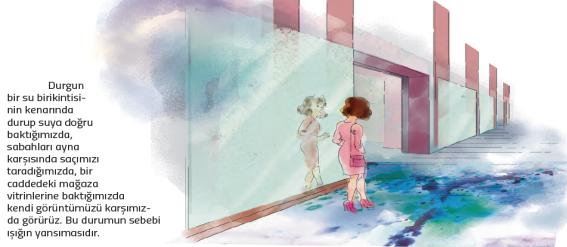 Durgun
bir su birikintisi-
nin kenarında
durup suya doğru
baktığımızda,
sabahları ayna
karşısında saçımızı
taradığımızda, bir
caddedeki mağaza
vitrinlerine baktığımızda
kendi görüntümüzü karşımız-
da görürüz. Bu durumun sebebi
ışığın yansımasıdır.